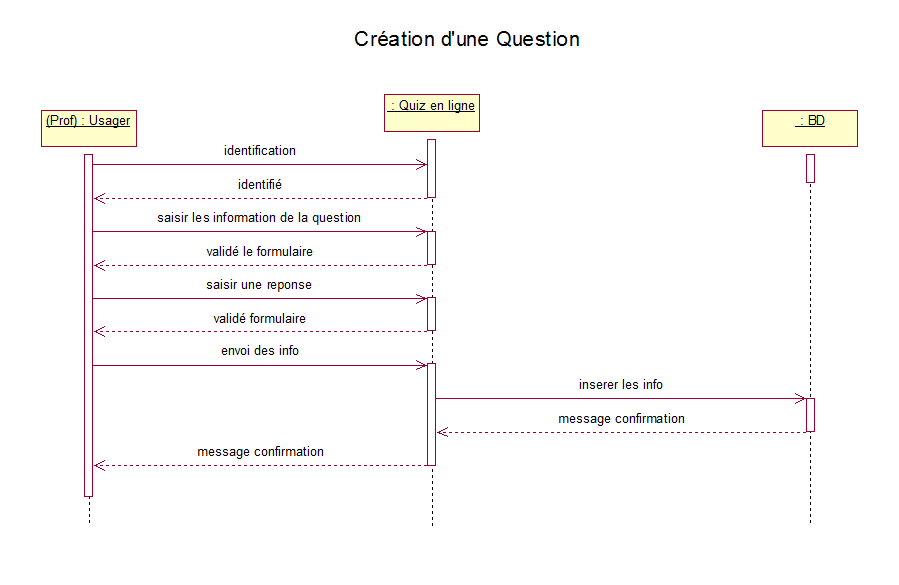 Création d'une Question
(Prof) : Usager
: Quiz en ligne
: BD
identification
identifié
saisir les information de la question
validé le formulaire
saisir une reponse
validé formulaire
envoi des info
inserer les info
message confirmation
message confirmation